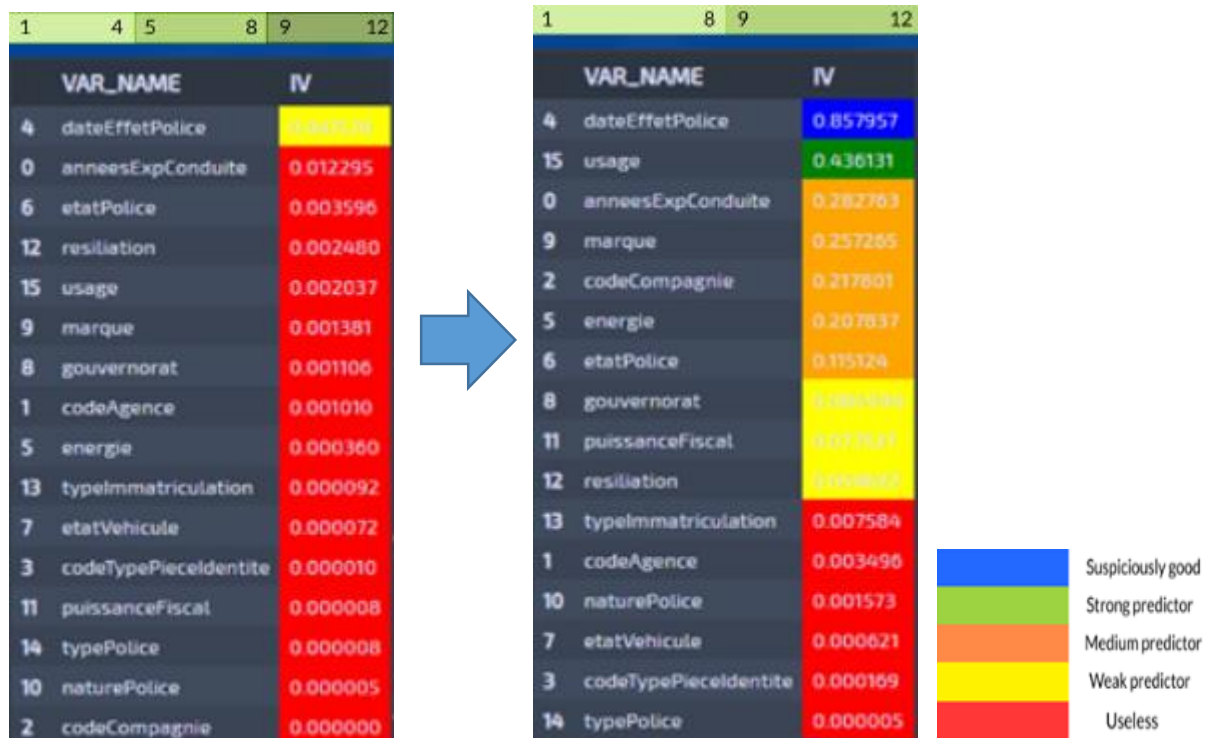 1 4 5 8 9 12
VAR_NAME IV
4 dateEffetPolice
0 anneesExpConduite 0.012295
6 etatPolice 0.003596
12 resiliation 0.002480
15 usage 0.002037
9 marque 0.001381
8 gouvernorat 0.001106
1 codeAgence 0.001010
5 energie 0.000360
13 typeImmatriculation 0.000092
7 etatVehicule 0.000072
3 codeTypePieceIdentite 0.000010
11 puissanceFiscal 0.000008
14 typePolice 0.000008
10 naturePolice 0.000005
2 codeCompagnie 0.000000
1 8 9 12
VAR_NAME IV
4 dateEffetPolice 0.857957
15 usage 0.436131
0 anneesExpConduite 0.282763
9 marque 0.257265
2 codeCompagnie 0.217801
5 energie 0.207837
6 etatPolice 0.115124
8 gouvernorat
11 puissanceFiscal
12 resiliation
13 typeImmatriculation 0.007584
1 codeAgence 0.003496
10 naturePolice 0.001573
7 etatVehicule 0.000621
3 codeTypePieceIdentite 0.000169
14 typePolice 0.000005
Suspiciously good
Strong predictor
Medium predictor
Weak predictor
Useless